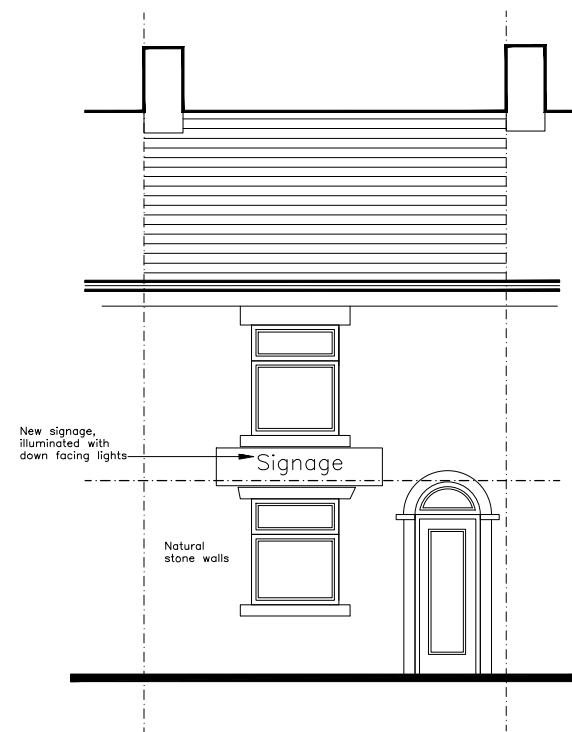 New signage,
illuminated with
down facing lights
Signage
Natural
stone walls